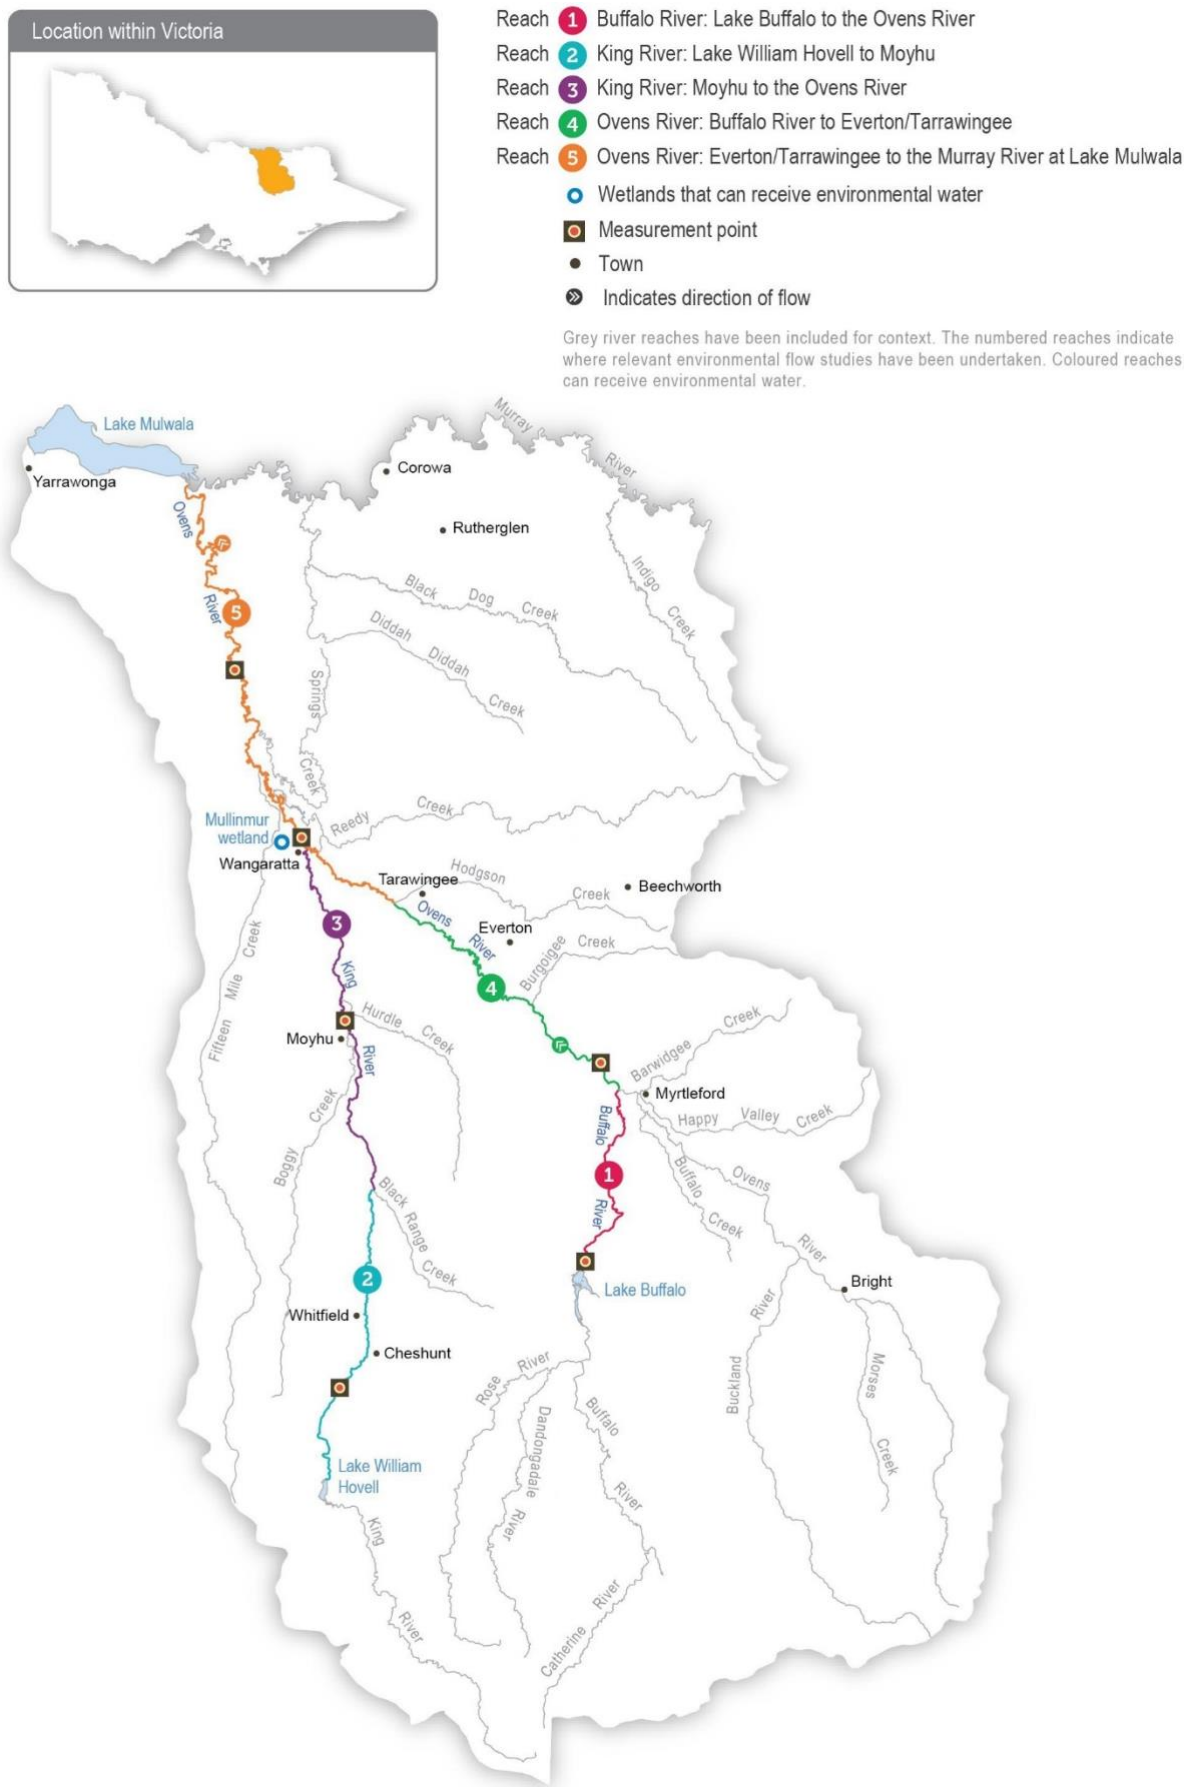 Location within Victoria
Reach 1 Buffalo River: Lake Buffalo to the Ovens River
Reach 2 King River: Lake William Hovell to Moyhu
Reach 3 King River: Moyhu to the Ovens River
Reach 4 Ovens River: Buffalo River to Everton/Tarrawingee
Reach 5 Ovens River: Everton/Tarrawingee to the Murray River at Lake Mulwala
Wetlands that can receive environmental water
Measurement point
Town
Indicates direction of flow
Grey river reaches have been included for context. The numbered reaches indicate
where relevant environmental flow studies have been undertaken. Coloured reaches
can receive environmental water.
Murray River
Lake Mulwala
Yarrawonga
Corowa
Rutherglen
Ovens River
5
Black Dog Creek
Indigo Creek
Diddah Diddah Creek
Springs Creek
Reedy Creek
Mullinmur
wetland
Wangaratta
Tarawingee
Hodgson Creek
Beechworth
Ovens River
Everton
Burgoigee Creek
3
4
Fifteen Mile Creek
King River
Hurdle Creek
Moyhu
Barwidgee Creek
Myrtleford
Happy Valley Creek
Buffalo River
1
Boggy Creek
Black Range Creek
Buffalo Creek
Ovens River
2
Lake Buffalo
Bright
Whitfield
Cheshunt
Rose River
Buckland River
Morses Creek
Dandongadale River
Buffalo River
Lake William
Hovell
King River
Catherine River